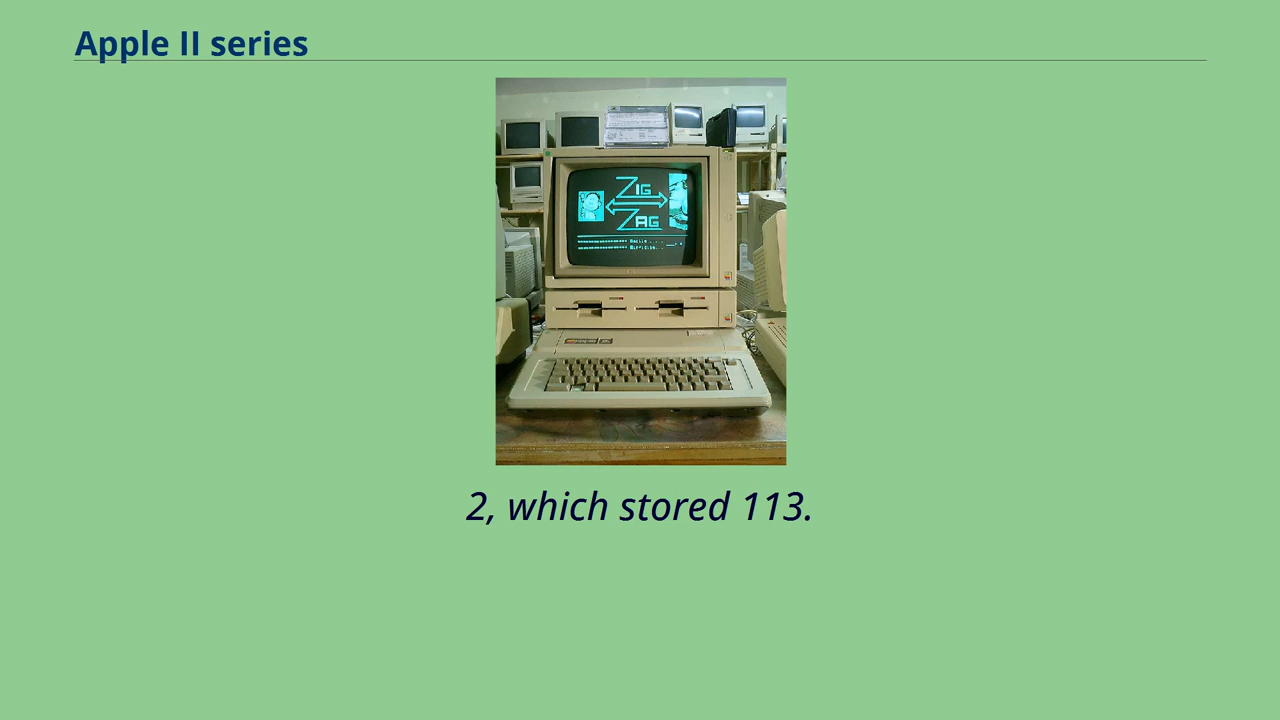 Apple II series
ZIG
ZAG
2, which stored 113.